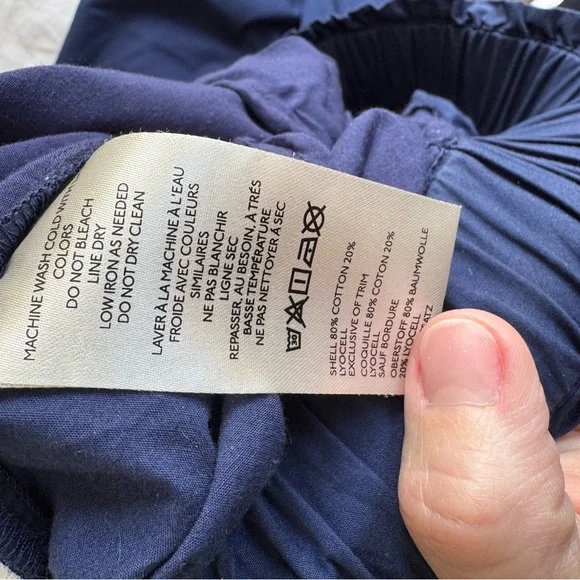 MACHINE WASH COLD WITH
COLORS
DO NOT BLEACH
LINE DRY
LOW IRON AS NEEDED
DO NOT DRY CLEAN
LAVER À LA MACHINE À L'EAU
FROIDE AVEC COULEURS
SIMILAIRES
NE PAS BLANCHIR
LIGNE SEC
REPASSER, AU BESOIN, À TRÈS
BASSE TEMPÉRATURE
NE PAS NETTOYER À SEC
SHELL 80% COTTON 20%
LYOCELL
EXCLUSIVE OF TRIM
COQUILLE 80% COTON 20%
LYOCELL
SAUF BORDURE
OBERSTOFF 80% BAUMWOLLE
20% LYOCELL